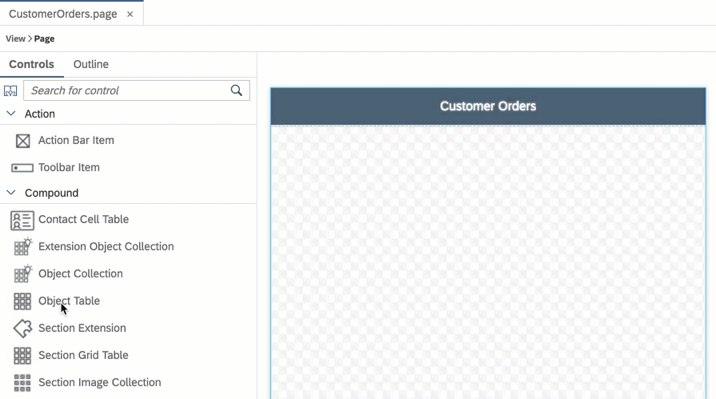 CustomerOrders.page ×
View > Page
Controls Outline
Search for control
Action
Customer Orders
Action Bar Item
Toolbar Item
Compound
Contact Cell Table
Extension Object Collection
Object Collection
Object Table
Section Extension
Section Grid Table
Section Image Collection